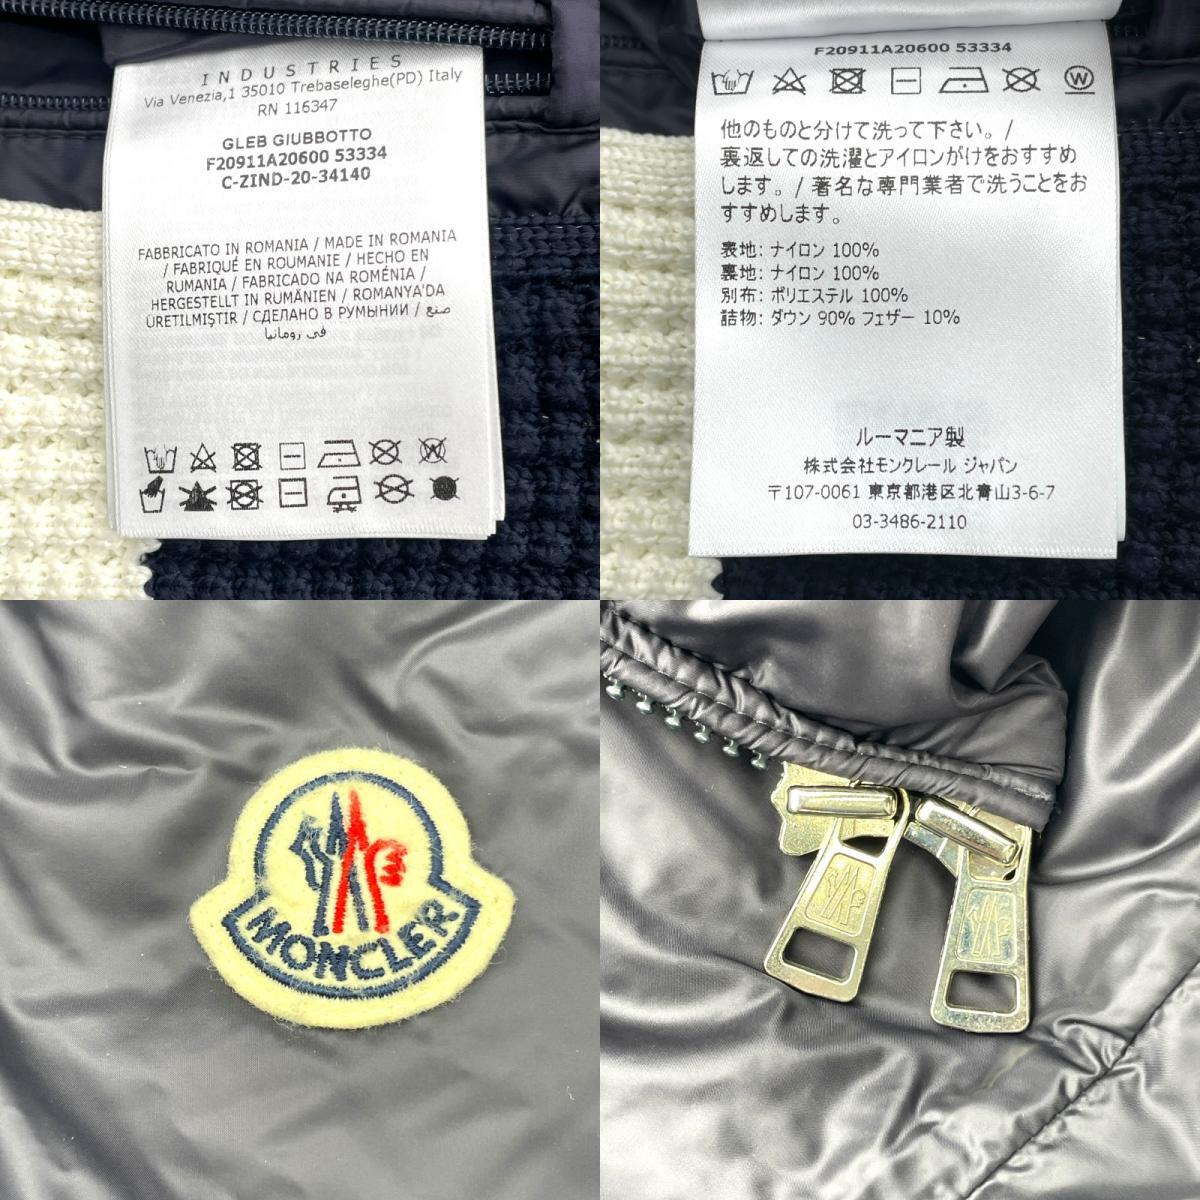 INDUSTRIES
Via Venezia,1 35010 Trebaseleghe(PD) Italy
RN 116347
GLEB GIUBBOTTO
F20911A20600 53334
C-ZIND-20-34140
FABBRICATO IN ROMANIA / MADE IN ROMANIA
/ FABRIQUÉ EN ROUMANIE / HECHO EN
RUMANIA / FABRICADO NA ROMÉNIA /
HERGESTELLT IN RUMÄNIEN / ROMANYA'DA
ÜRETILMIŞTIR / СДЕЛАНО В РУМЫНИИ / صنع
في رومانيا
F20911A20600 53334
他のものと分けて洗って下さい。/
裏返しての洗濯とアイロンがけをおすすめ
します。/ 著名な専門業者で洗うことをお
すすめします。
表地: ナイロン 100%
裏地: ナイロン 100%
別布: ポリエステル 100%
詰物: ダウン 90% フェザー 10%
ルーマニア製
株式会社モンクレール ジャパン
〒107-0061 東京都港区北青山3-6-7
03-3486-2110
MONCLER